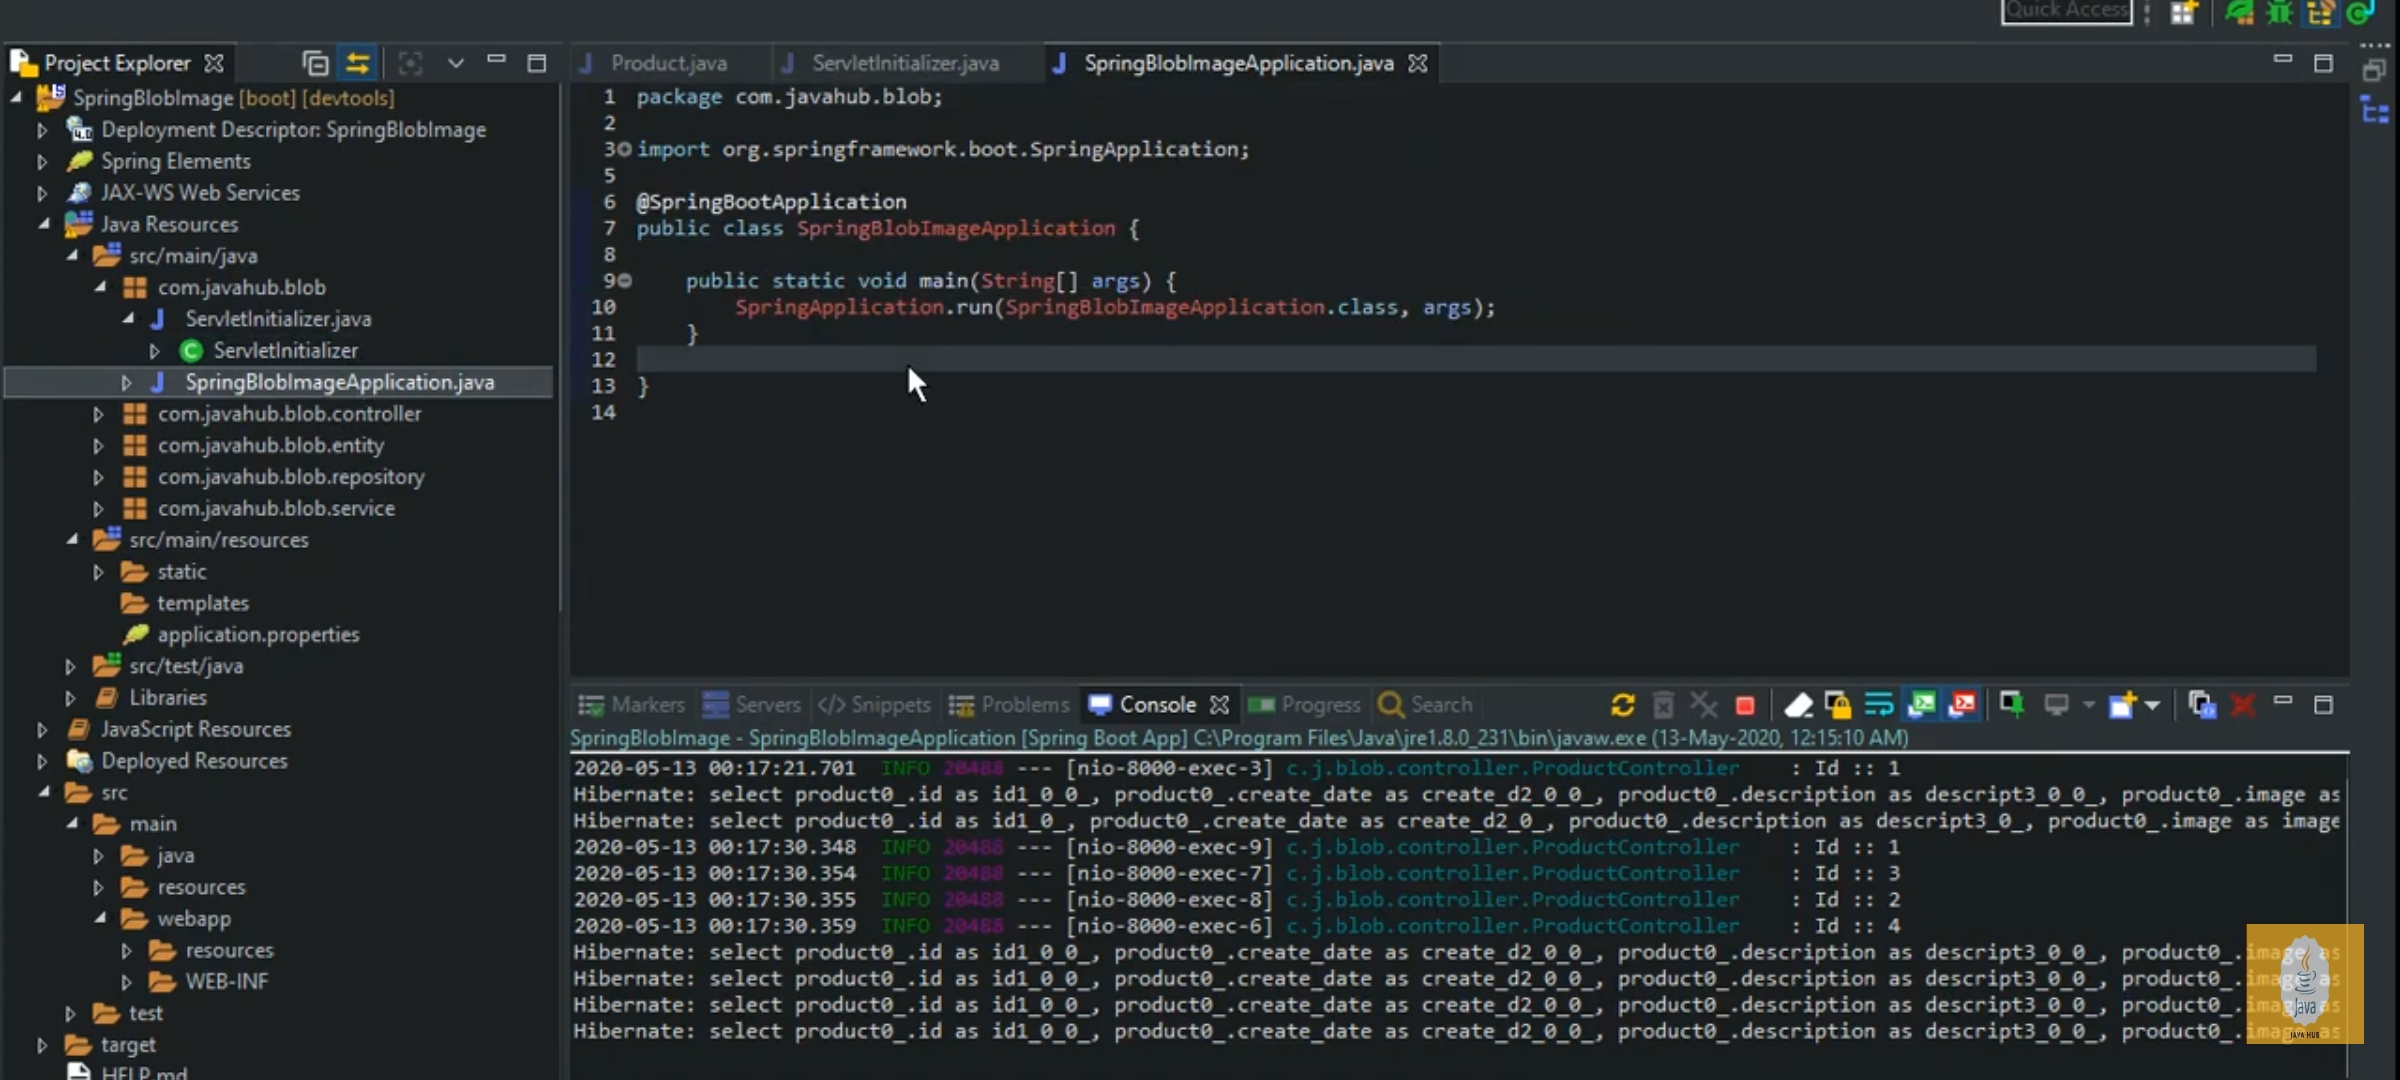 Quick Access
Project Explorer
SpringBlobImage [boot] [devtools]
Deployment Descriptor: SpringBlobImage
Spring Elements
JAX-WS Web Services
Java Resources
src/main/java
com.javahub.blob
ServletInitializer.java
ServletInitializer
SpringBlobImageApplication.java
com.javahub.blob.controller
com.javahub.blob.entity
com.javahub.blob.repository
com.javahub.blob.service
src/main/resources
static
templates
application.properties
src/test/java
Libraries
JavaScript Resources
Deployed Resources
src
main
java
resources
webapp
resources
WEB-INF
test
target
HELP.md
Product.java ServletInitializer.java SpringBlobImageApplication.java
1 package com.javahub.blob;
2
3 import org.springframework.boot.SpringApplication;
5
6 @SpringBootApplication
7 public class SpringBlobImageApplication {
8
9 public static void main(String[] args) {
10 SpringApplication.run(SpringBlobImageApplication.class, args);
11 }
12
13 }
14
Markers Servers Snippets Problems Console Progress Search
SpringBlobImage - SpringBlobImageApplication [Spring Boot App] C:\Program Files\Java\jre1.8.0_231\bin\javaw.exe (13-May-2020, 12:15:10 AM)
2020-05-13 00:17:21.701 INFO 20488 --- [nio-8000-exec-3] c.j.blob.controller.ProductController : Id :: 1
Hibernate: select product0_.id as id1_0_0_, product0_.create_date as create_d2_0_0_, product0_.description as descript3_0_0_, product0_.image as
Hibernate: select product0_.id as id1_0_, product0_.create_date as create_d2_0_, product0_.description as descript3_0_, product0_.image as image
2020-05-13 00:17:30.348 INFO 20488 --- [nio-8000-exec-9] c.j.blob.controller.ProductController : Id :: 1
2020-05-13 00:17:30.354 INFO 20488 --- [nio-8000-exec-7] c.j.blob.controller.ProductController : Id :: 3
2020-05-13 00:17:30.355 INFO 20488 --- [nio-8000-exec-8] c.j.blob.controller.ProductController : Id :: 2
2020-05-13 00:17:30.359 INFO 20488 --- [nio-8000-exec-6] c.j.blob.controller.ProductController : Id :: 4
Hibernate: select product0_.id as id1_0_0_, product0_.create_date as create_d2_0_0_, product0_.description as descript3_0_0_, product0_.image as
Hibernate: select product0_.id as id1_0_0_, product0_.create_date as create_d2_0_0_, product0_.description as descript3_0_0_, product0_.image as
Hibernate: select product0_.id as id1_0_0_, product0_.create_date as create_d2_0_0_, product0_.description as descript3_0_0_, product0_.image as
Hibernate: select product0_.id as id1_0_0_, product0_.create_date as create_d2_0_0_, product0_.description as descript3_0_0_, product0_.image as
Java
JAVA HUB